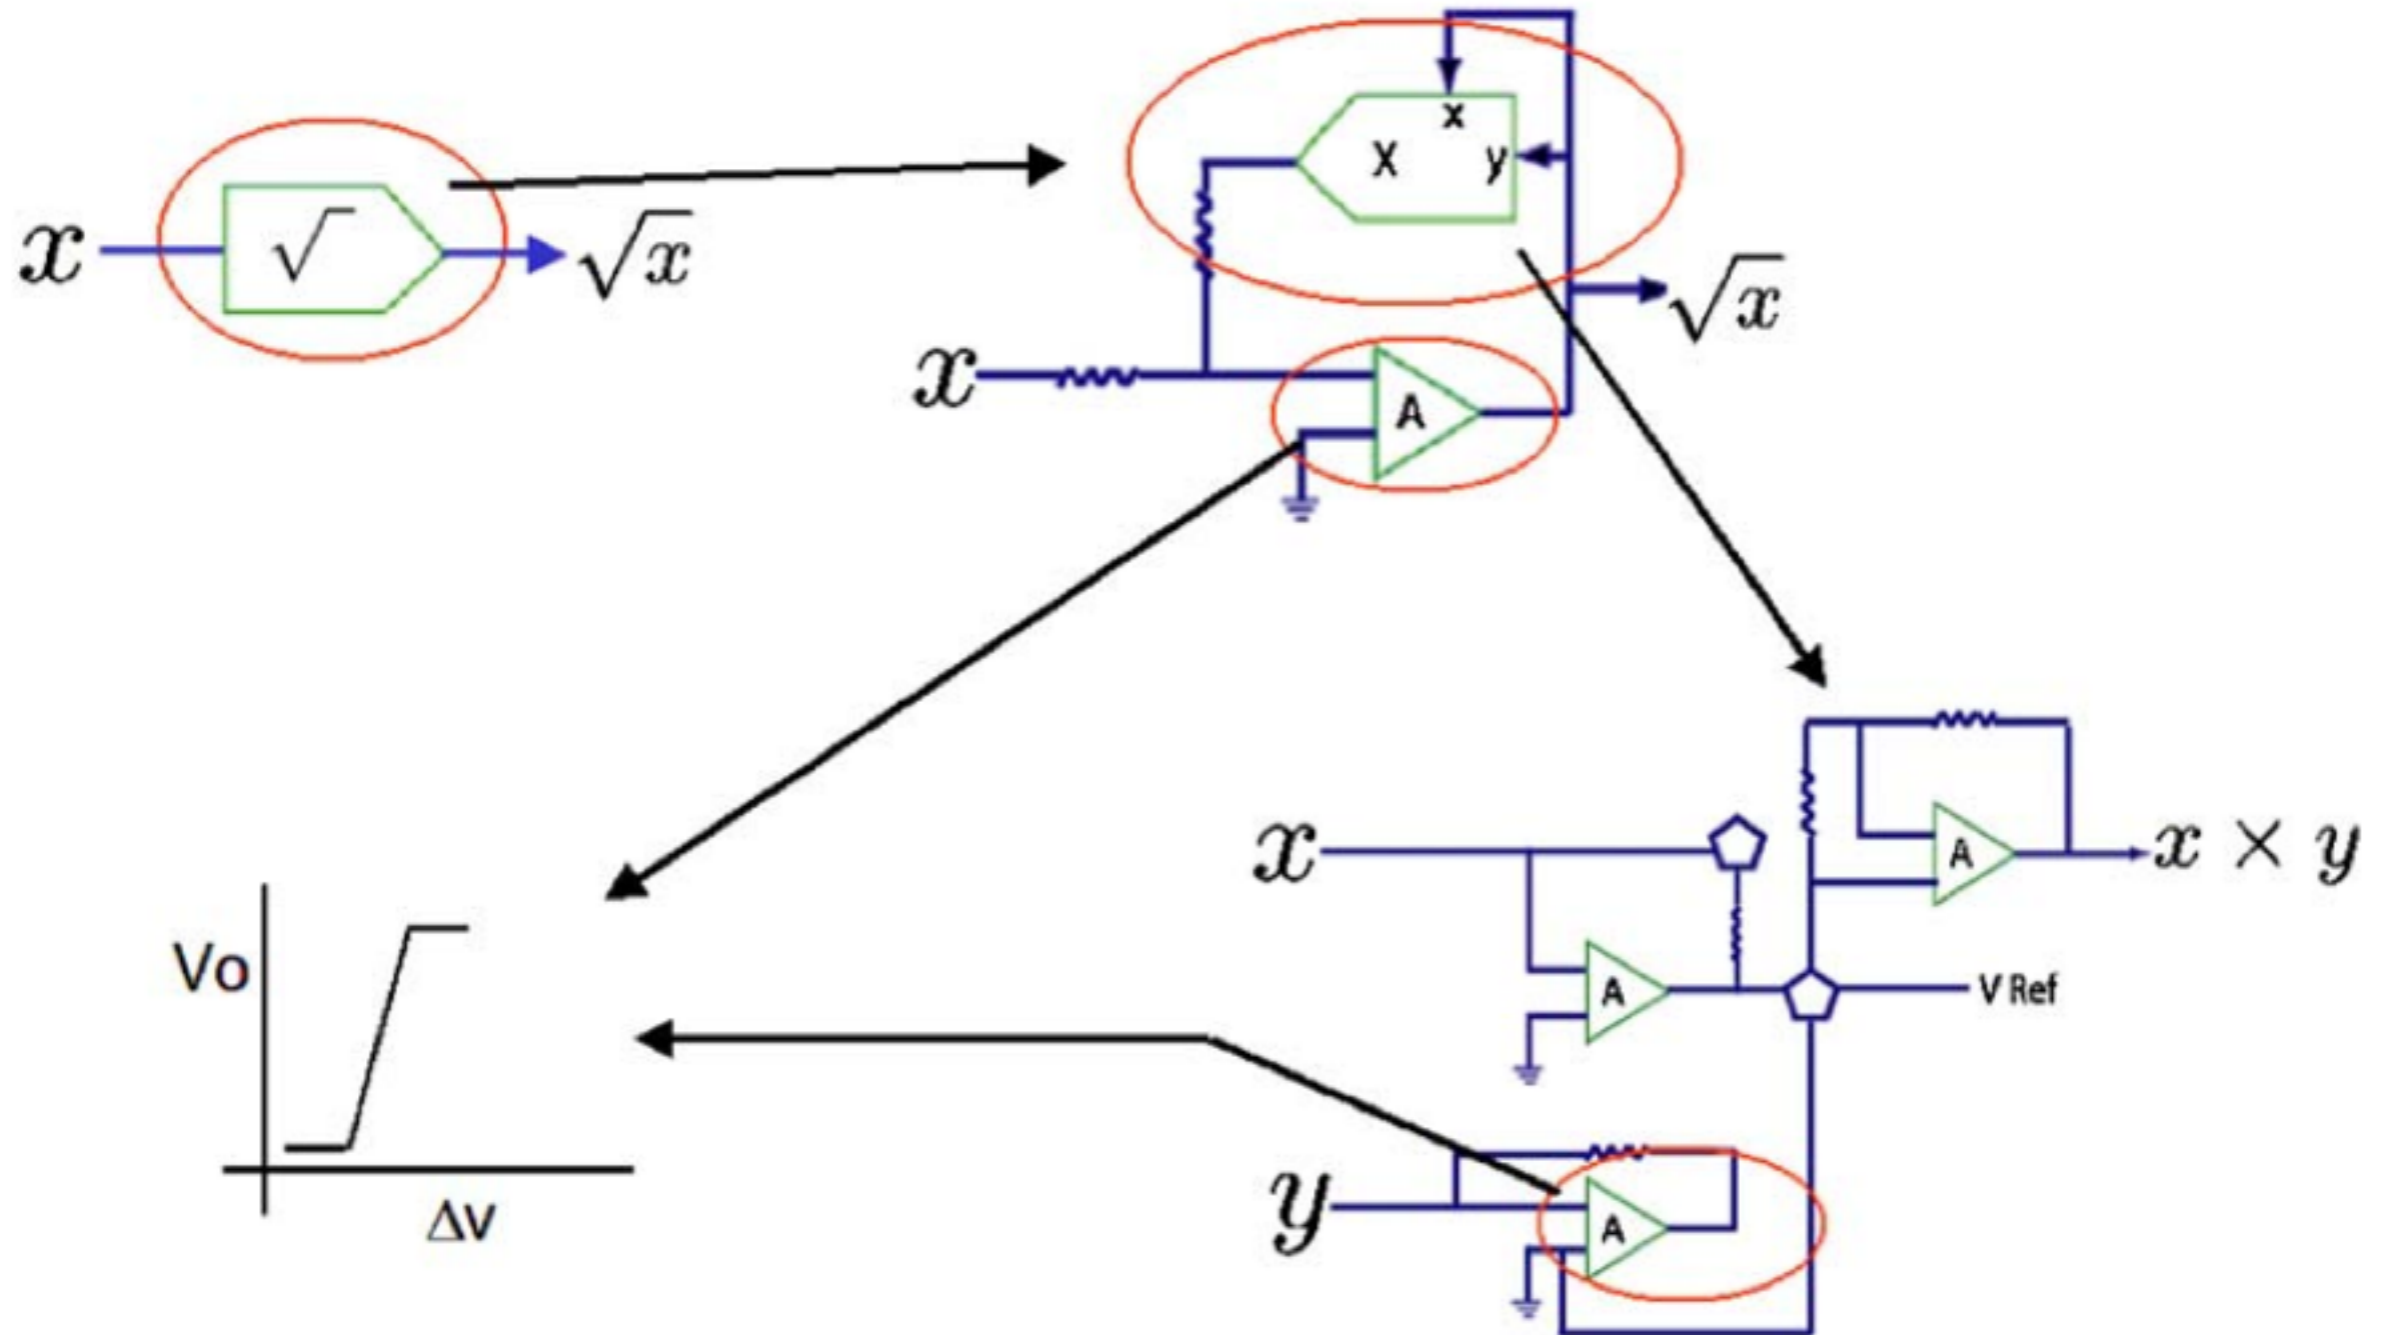 x √ √x
x
X y
√x
x A
x A x × y
A V Ref
Vo
y A
Δv